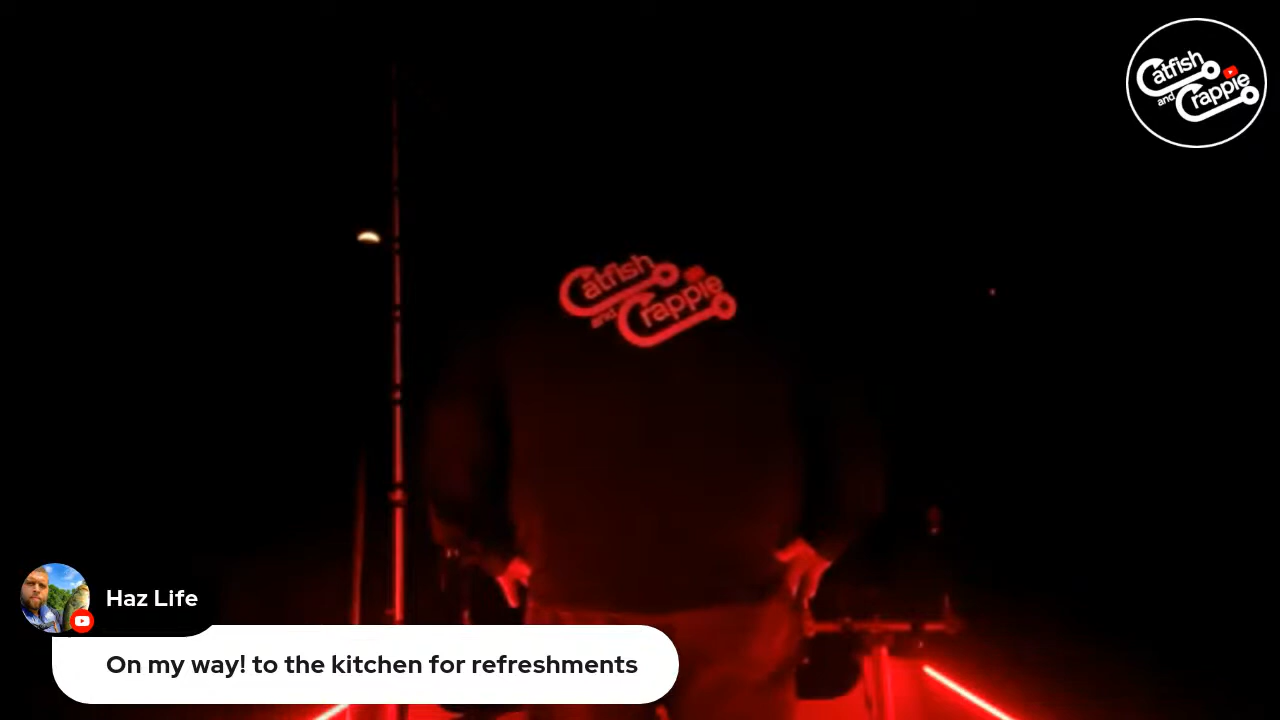 Catfish
and Crappie
Catfish
and Crappie
Haz Life
On my way! to the kitchen for refreshments